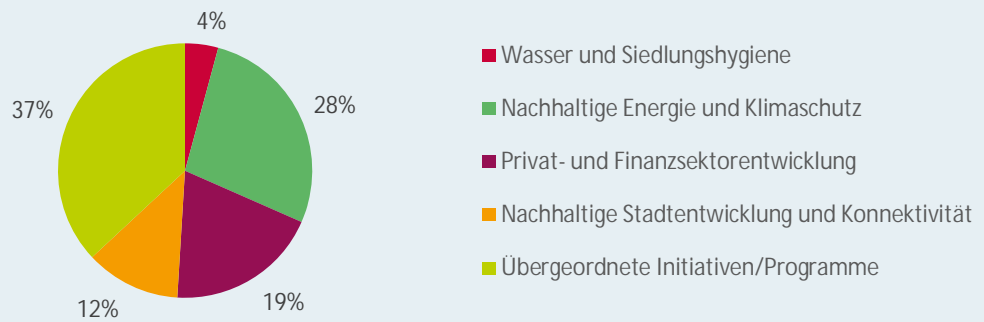 4%
28%
19%
12%
37%
Wasser und Siedlungshygiene
Nachhaltige Energie und Klimaschutz
Privat- und Finanzsektorentwicklung
Nachhaltige Stadtentwicklung und Konnektivität
Übergeordnete Initiativen/Programme